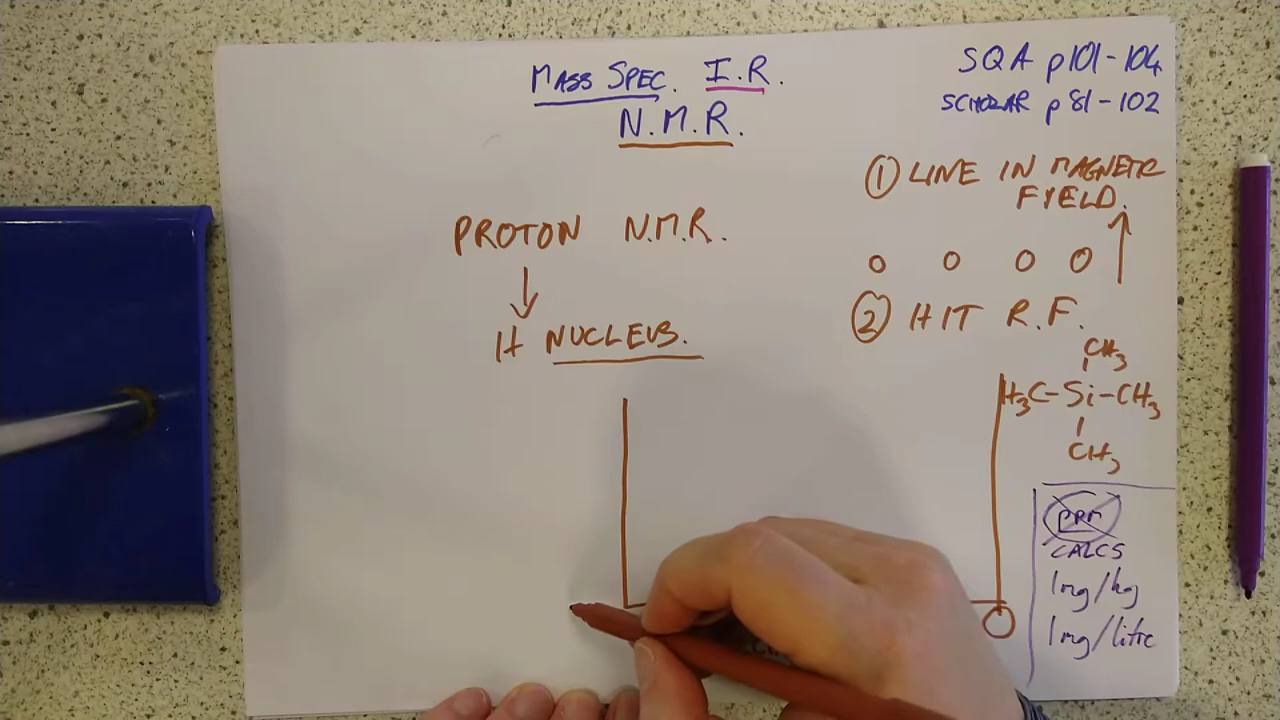 MASS SPEC. I.R.
N.M.R.
SQA p101-104
SCHOLAR p81-102
① LINE IN MAGNETIC
FIELD.
PROTON N.M.R.
H NUCLEUS.
② HIT R.F.
CH3
H3C-Si-CH3
CH3
ppm
CALCS
1mg/kg
1mg/litre